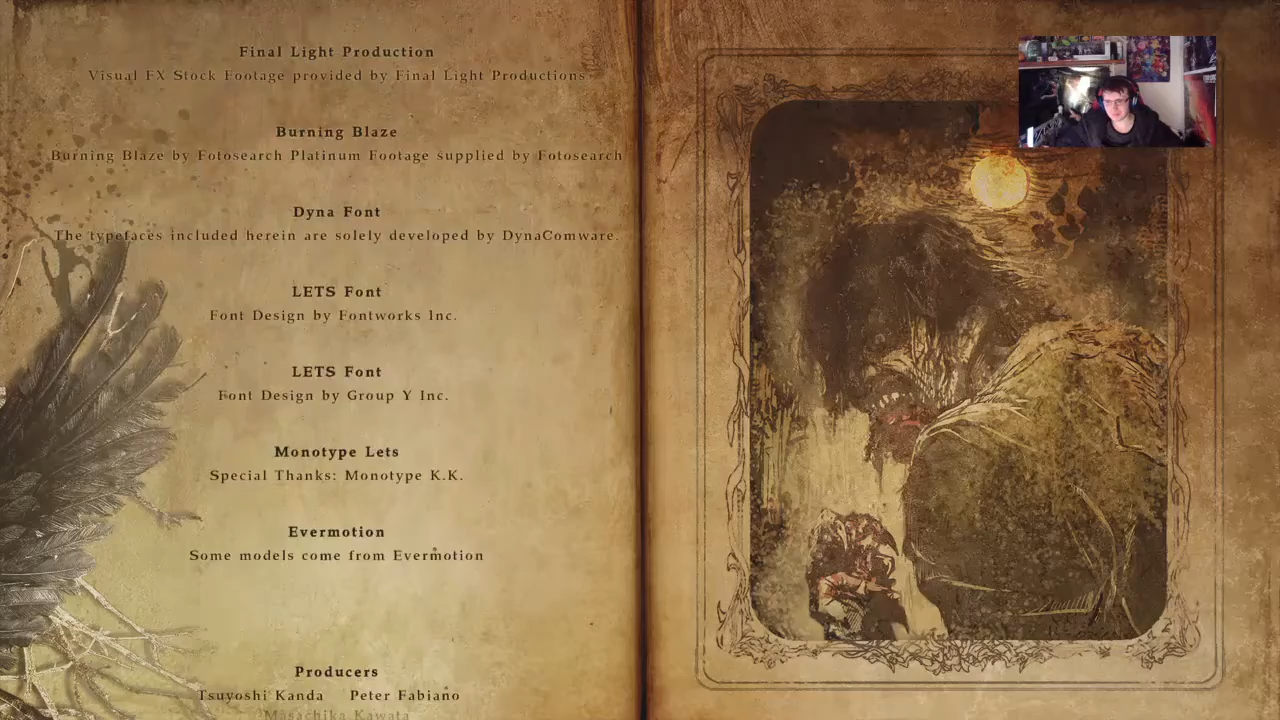 Final Light Production
Visual FX Stock Footage provided by Final Light Productions
Burning Blaze
Burning Blaze by Fotosearch Platinum Footage supplied by Fotosearch
Dyna Font
The typefaces included herein are solely developed by DynaComware.
LETS Font
Font Design by Fontworks Inc.
LETS Font
Font Design by Group Y Inc.
Monotype Lets
Special Thanks: Monotype K.K.
Evermotion
Some models come from Evermotion
Producers
Tsuyoshi Kanda Peter Fabiano
Masachika Kawata